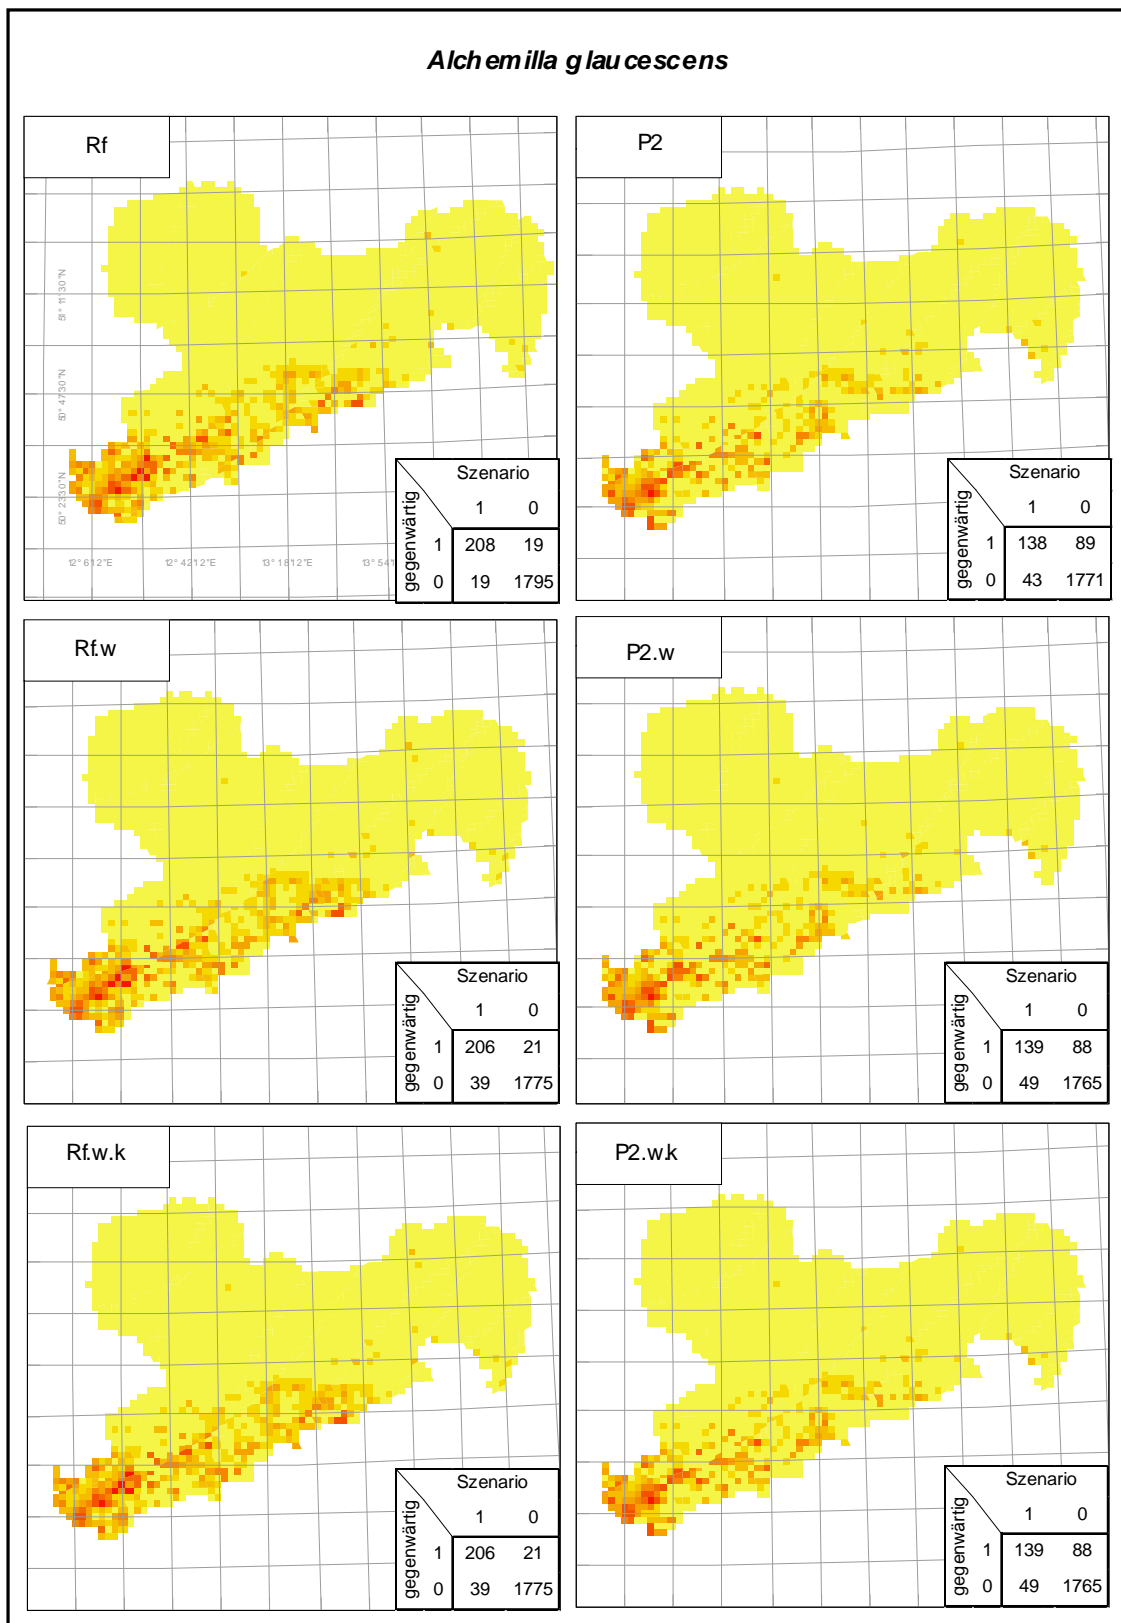 Alchemilla glaucescens
Rf
51° 11'30"N
50° 47'30"N
50° 23'30"N
12° 6'12"E 12° 42'12"E 13° 18'12"E 13° 54'1
Szenario
1 0
gegenwärtig
1 208 19
0 19 1795
P2
Szenario
1 0
gegenwärtig
1 138 89
0 43 1771
Rf.w
Szenario
1 0
gegenwärtig
1 206 21
0 39 1775
P2.w
Szenario
1 0
gegenwärtig
1 139 88
0 49 1765
Rf.w.k
Szenario
1 0
gegenwärtig
1 206 21
0 39 1775
P2.w.k
Szenario
1 0
gegenwärtig
1 139 88
0 49 1765